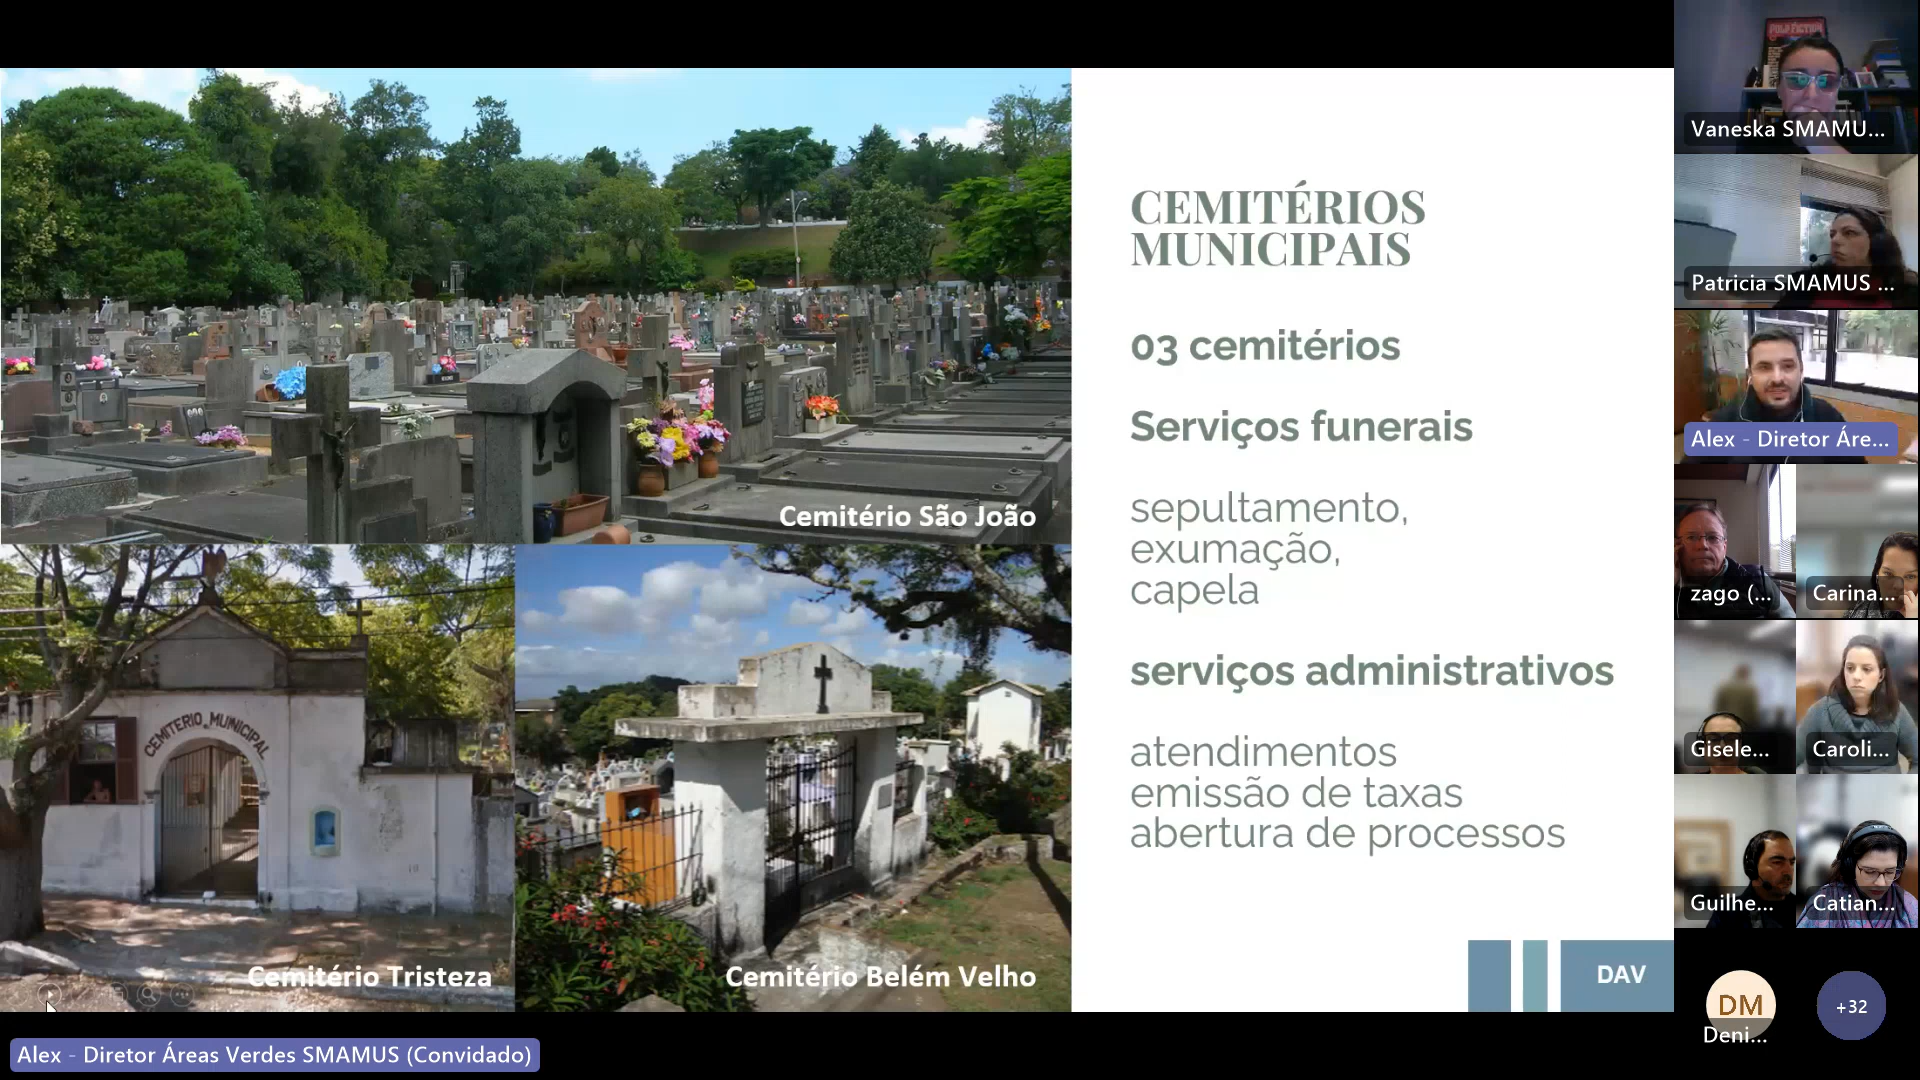 CEMITÉRIOS
MUNICIPAIS
03 cemitérios
Serviços funerais
sepultamento,
exumação,
capela
serviços administrativos
atendimentos
emissão de taxas
abertura de processos
DAV
Cemitério São João
CEMITERIO MUNICIPAL
Cemitério Tristeza
Cemitério Belém Velho
Alex - Diretor Áreas Verdes SMAMUS (Convidado)
PULP FICTION
Vaneska SMAMU...
Patricia SMAMUS ...
Alex - Diretor Áre...
zago (...
Carina...
Gisele...
Caroli...
Guilhe...
Catian...
DM
Deni...
+32